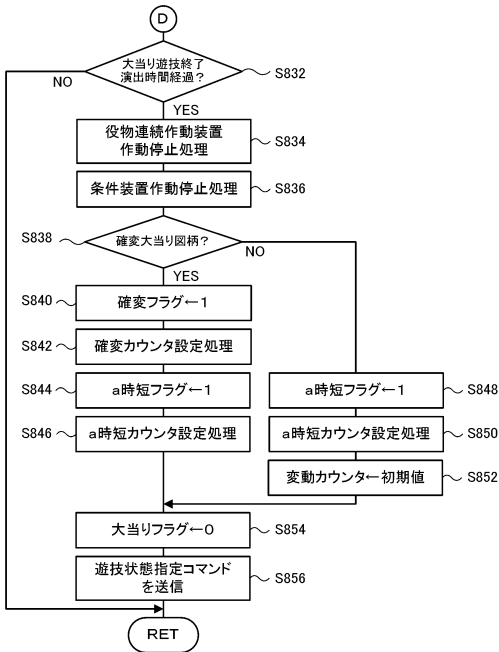 D
大当り遊技終了
演出時間経過？
S832
NO
YES
役物連続作動装置
作動停止処理
S834
条件装置作動停止処理
S836
S838
確変大当り図柄？
NO
YES
S840
確変フラグ←1
S842
確変カウンタ設定処理
S844
a時短フラグ←1
S846
a時短カウンタ設定処理
a時短フラグ←1
S848
a時短カウンタ設定処理
S850
変動カウンタ←初期値
S852
大当りフラグ←0
S854
遊技状態指定コマンド
を送信
S856
RET